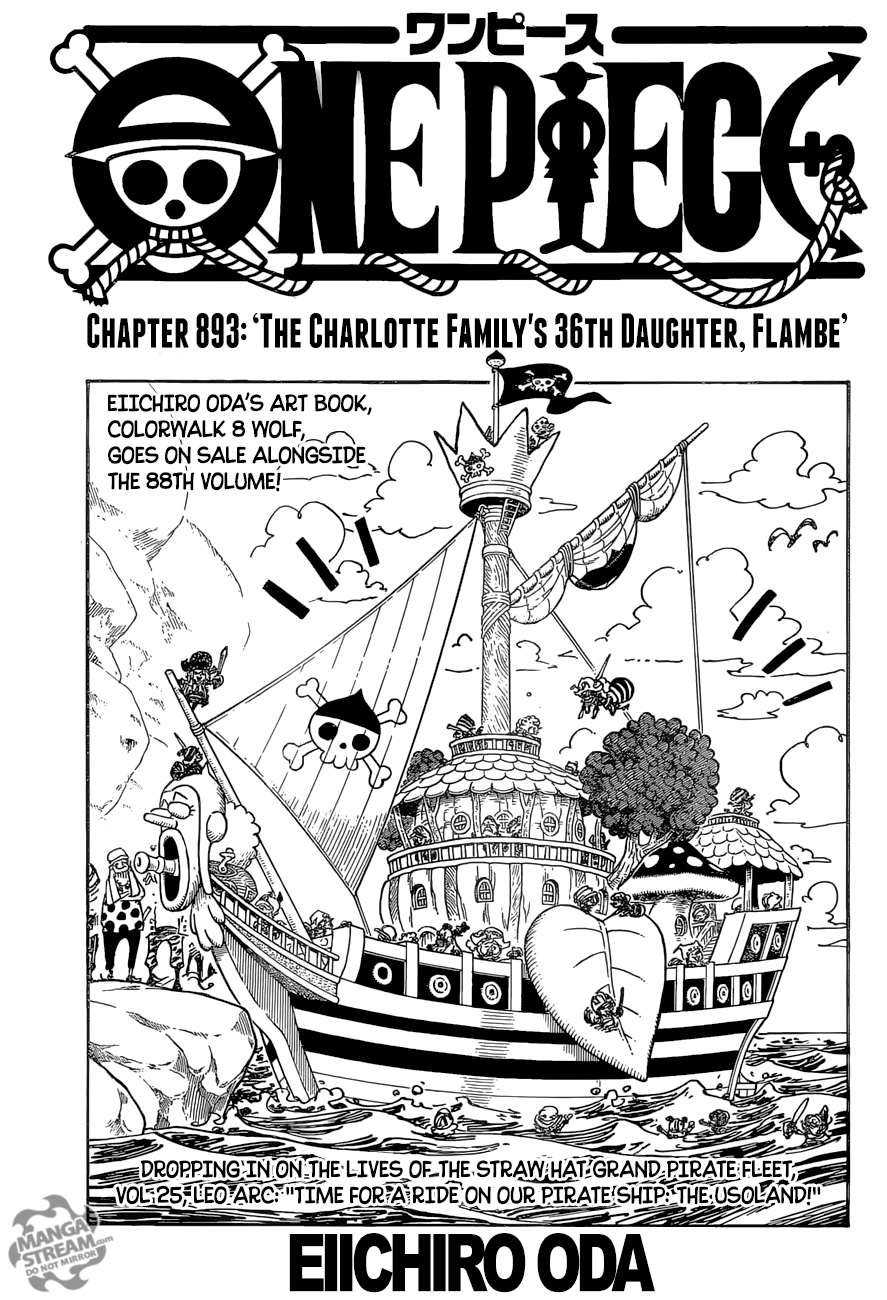 ワンピース
ONE PIECE
CHAPTER 893: ‘THE CHARLOTTE FAMILY'S 36TH DAUGHTER, FLAMBE’
EIICHIRO ODA'S ART BOOK,
COLORWALK 8 WOLF,
GOES ON SALE ALONGSIDE
THE 88TH VOLUME!
DROPPING IN ON THE LIVES OF THE STRAW HAT GRAND PIRATE FLEET,
VOL 25, LEO ARC: "TIME FOR A RIDE ON OUR PIRATE SHIP: THE USOLAND!"
MANGA
STREAM.com
DO NOT MIRROR
EIICHIRO ODA